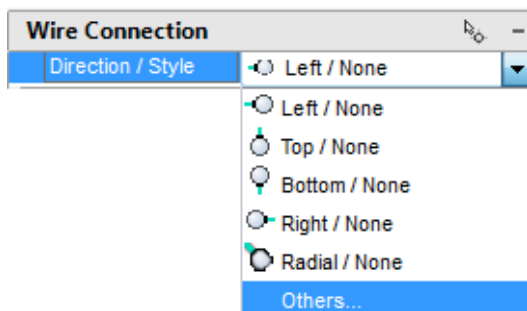 Wire Connection
Direction / Style Left / None
Left / None
Top / None
Bottom / None
Right / None
Radial / None
Others...